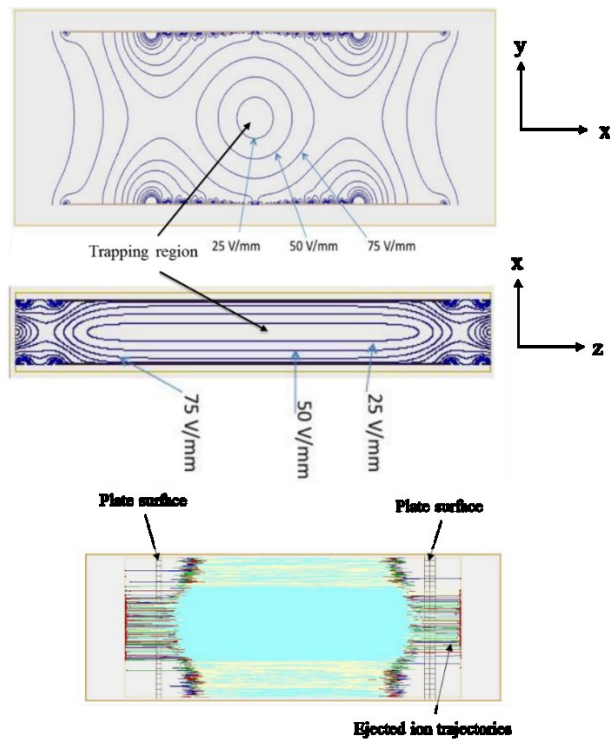 y
x
Trapping region
25 V/mm 50 V/mm 75 V/mm
x
z
75 V/mm
50 V/mm
25 V/mm
Plate surface
Plate surface
Ejected ion trajectories